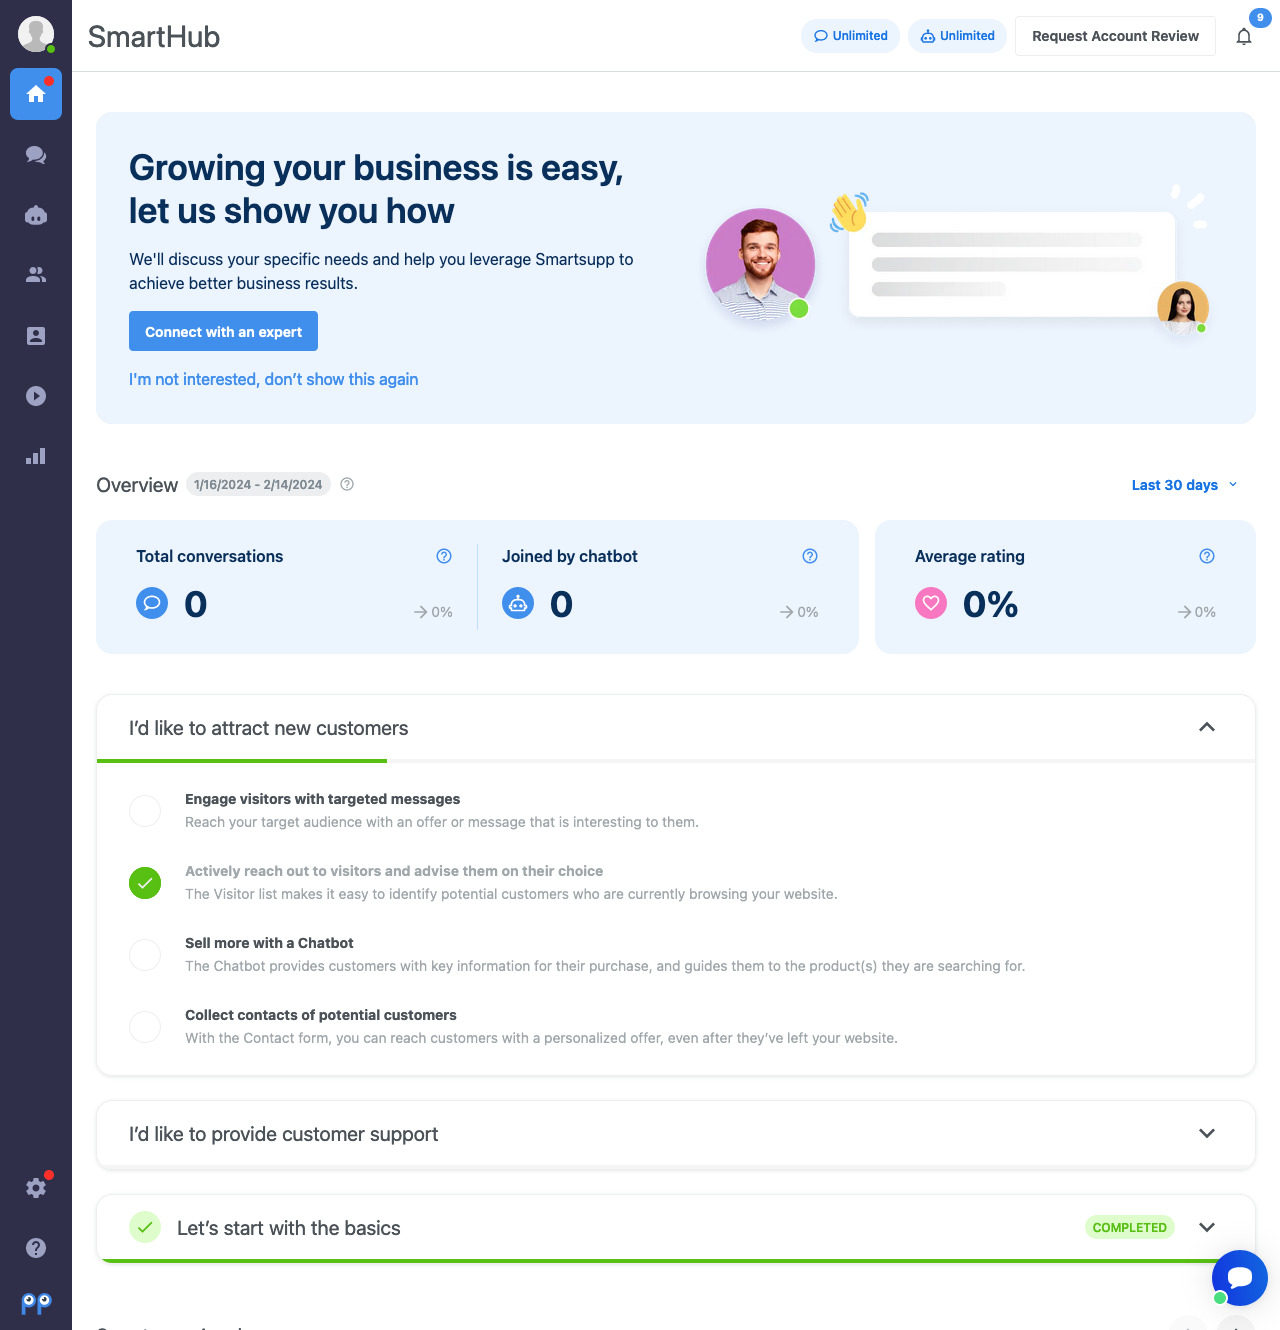 SmartHub
Unlimited
Unlimited
Request Account Review
9
Growing your business is easy,
let us show you how
We'll discuss your specific needs and help you leverage Smartsupp to
achieve better business results.
Connect with an expert
I'm not interested, don’t show this again
Overview
1/16/2024 - 2/14/2024
Last 30 days
Total conversations
0
0%
Joined by chatbot
0
0%
Average rating
0%
0%
I’d like to attract new customers
Engage visitors with targeted messages
Reach your target audience with an offer or message that is interesting to them.
Actively reach out to visitors and advise them on their choice
The Visitor list makes it easy to identify potential customers who are currently browsing your website.
Sell more with a Chatbot
The Chatbot provides customers with key information for their purchase, and guides them to the product(s) they are searching for.
Collect contacts of potential customers
With the Contact form, you can reach customers with a personalized offer, even after they’ve left your website.
I’d like to provide customer support
Let’s start with the basics
COMPLETED